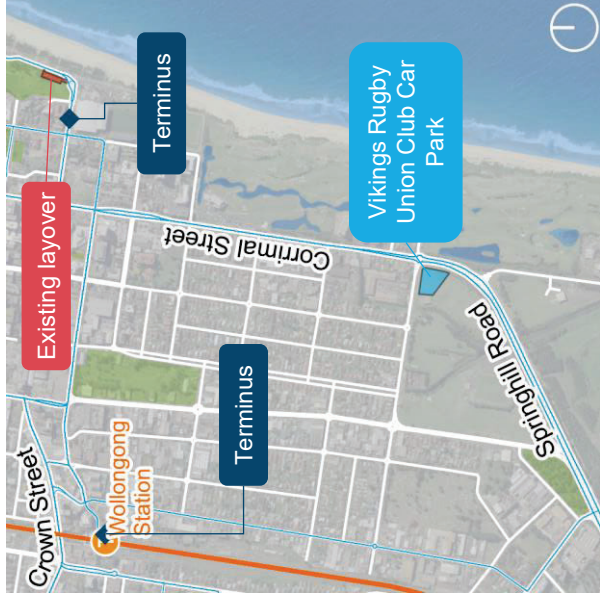 Existing layover
Terminus
Vikings Rugby
Union Club Car
Park
Corrimal Street
Terminus
Crown Street
Wollongong
Station
Springhill Road